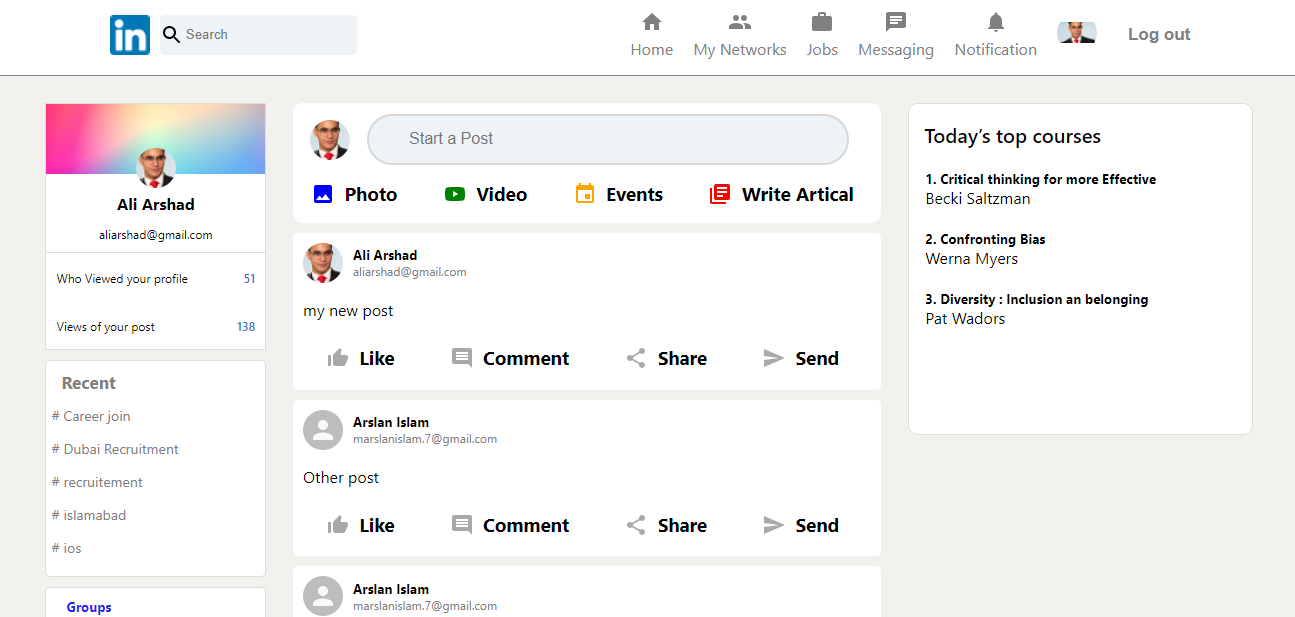 in
Search
Home
My Networks
Jobs
Messaging
Notification
Log out
Ali Arshad
aliarshad@gmail.com
Who Viewed your profile 51
Views of your post 138
Recent
# Career join
# Dubai Recruitment
# recruitement
# islamabad
# ios
Groups
Start a Post
Photo
Video
Events
Write Artical
Ali Arshad
aliarshad@gmail.com
my new post
Like
Comment
Share
Send
Arslan Islam
marslanislam.7@gmail.com
Other post
Like
Comment
Share
Send
Arslan Islam
marslanislam.7@gmail.com
Today's top courses
1. Critical thinking for more Effective
Becki Saltzman
2. Confronting Bias
Werna Myers
3. Diversity : Inclusion an belonging
Pat Wadors